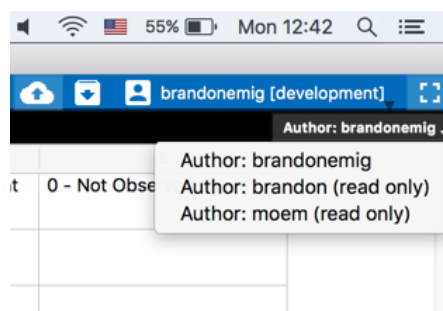 55% Mon 12:42
brandonemig [development]
Author: brandonemig
Author: brandonemig
t 0 - Not Obse
Author: brandon (read only)
Author: moem (read only)